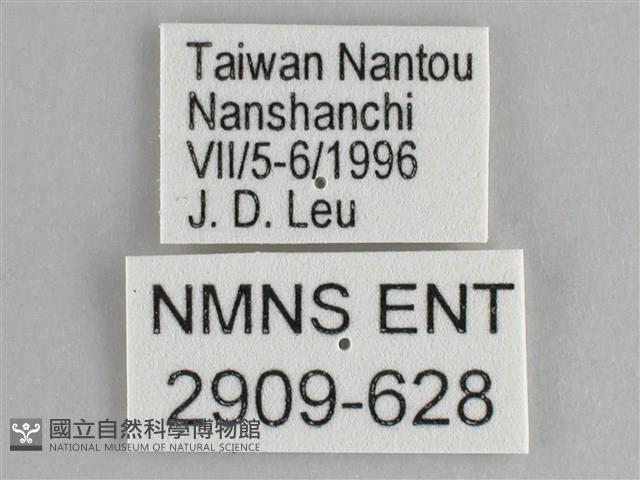 Taiwan Nantou
Nanshanchi
VII/5-6/1996
J. D. Leu
NMNS ENT
2909-628
國立自然科學博物館
NATIONAL MUSEUM OF NATURAL SCIENCE